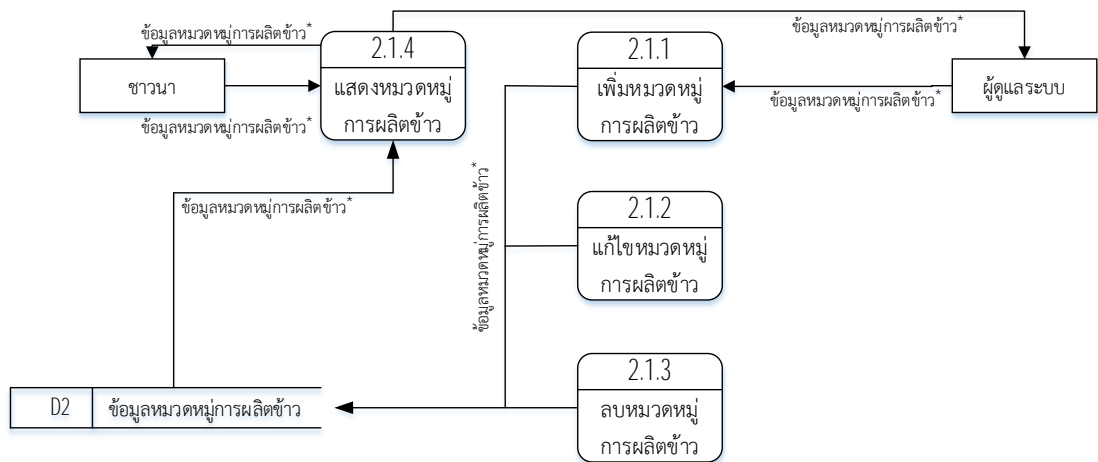 ข้อมูลหมวดหมู่การผลิตข้าว*
ข้อมูลหมวดหมู่การผลิตข้าว*
2.1.4
แสดงหมวดหมู่
การผลิตข้าว
2.1.1
เพิ่มหมวดหมู่
การผลิตข้าว
ชาวนา
ผู้ดูแลระบบ
ข้อมูลหมวดหมู่การผลิตข้าว*
ข้อมูลหมวดหมู่การผลิตข้าว*
ข้อมูลหมวดหมู่การผลิตข้าว*
ข้อมูลหมวดหมู่การผลิตข้าว*
2.1.2
แก้ไขหมวดหมู่
การผลิตข้าว
2.1.3
ลบหมวดหมู่
การผลิตข้าว
D2
ข้อมูลหมวดหมู่การผลิตข้าว